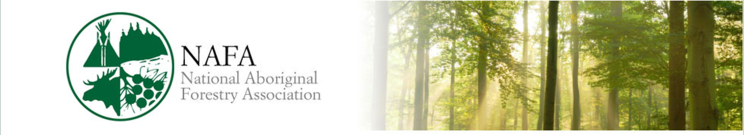 NAFA
National Aboriginal
Forestry Association